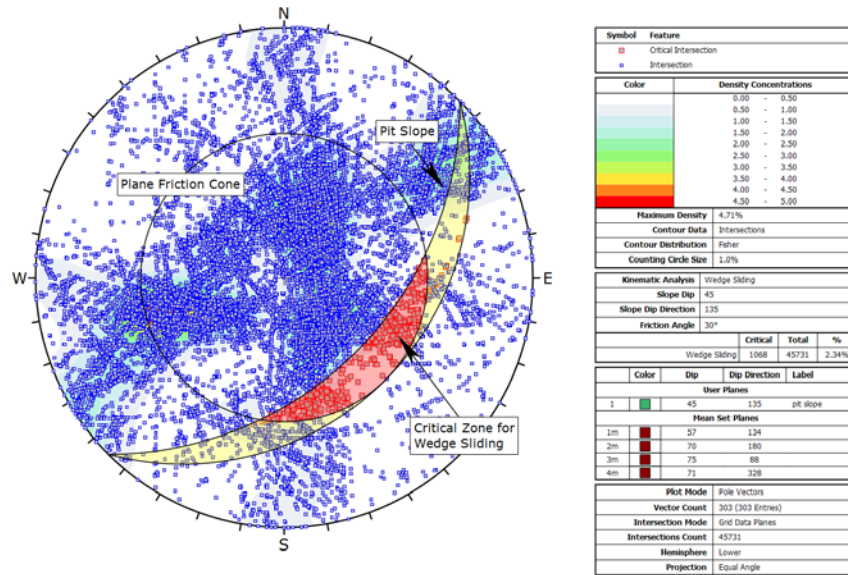 N
Pit Slope
Plane Friction Cone
W
E
Critical Zone for
Wedge Sliding
S
Symbol Feature
Critical Intersection
Intersection
Color Density Concentrations
0.00 - 0.50
0.50 - 1.00
1.00 - 1.50
1.50 - 2.00
2.00 - 2.50
2.50 - 3.00
3.00 - 3.50
3.50 - 4.00
4.00 - 4.50
4.50 - 5.00
Maximum Density 4.71%
Contour Data Intersections
Contour Distribution Fisher
Counting Circle Size 1.0%
Kinematic Analysis Wedge Sliding
Slope Dip 45
Slope Dip Direction 135
Friction Angle 30°
Critical Total %
Wedge Sliding 1068 45731 2.34%
Color Dip Dip Direction Label
User Planes
1 45 135 pit slope
Mean Set Planes
1m 57 134
2m 70 180
3m 75 88
4m 71 328
Plot Mode Pole Vectors
Vector Count 303 (303 Entries)
Intersection Mode Grid Data Planes
Intersections Count 45731
Hemisphere Lower
Projection Equal Angle